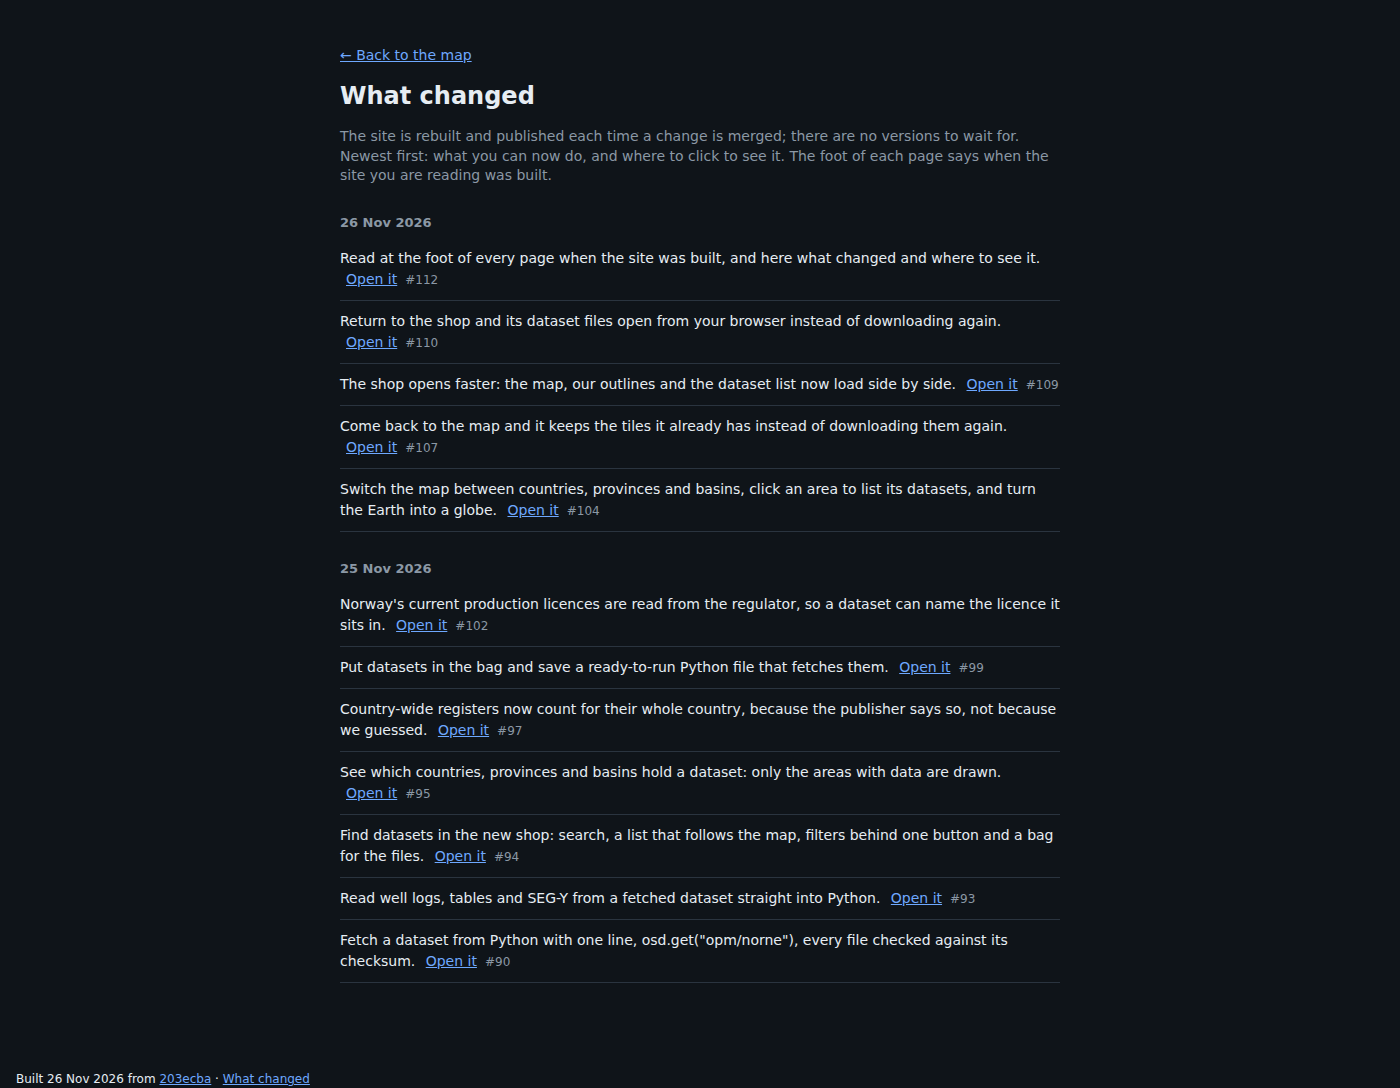 ← Back to the map
What changed
The site is rebuilt and published each time a change is merged; there are no versions to wait for.
Newest first: what you can now do, and where to click to see it. The foot of each page says when the
site you are reading was built.
26 Nov 2026
Read at the foot of every page when the site was built, and here what changed and where to see it.
Open it #112
Return to the shop and its dataset files open from your browser instead of downloading again.
Open it #110
The shop opens faster: the map, our outlines and the dataset list now load side by side. Open it #109
Come back to the map and it keeps the tiles it already has instead of downloading them again.
Open it #107
Switch the map between countries, provinces and basins, click an area to list its datasets, and turn
the Earth into a globe. Open it #104
25 Nov 2026
Norway's current production licences are read from the regulator, so a dataset can name the licence it
sits in. Open it #102
Put datasets in the bag and save a ready-to-run Python file that fetches them. Open it #99
Country-wide registers now count for their whole country, because the publisher says so, not because
we guessed. Open it #97
See which countries, provinces and basins hold a dataset: only the areas with data are drawn.
Open it #95
Find datasets in the new shop: search, a list that follows the map, filters behind one button and a bag
for the files. Open it #94
Read well logs, tables and SEG-Y from a fetched dataset straight into Python. Open it #93
Fetch a dataset from Python with one line, osd.get("opm/norne"), every file checked against its
checksum. Open it #90
Built 26 Nov 2026 from 203ecba · What changed